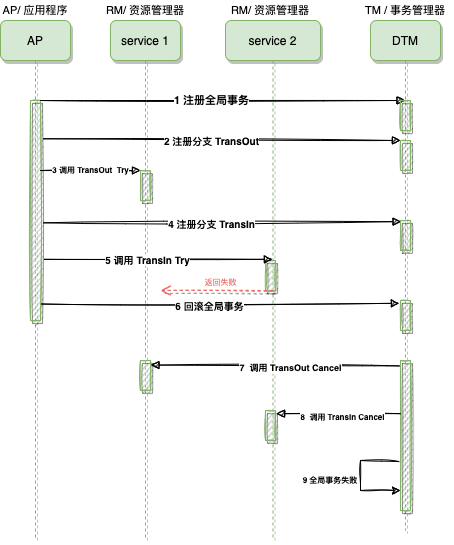 AP/ 应用程序
RM/ 资源管理器
RM/ 资源管理器
TM / 事务管理器
AP
service 1
service 2
DTM
1 注册全局事务
2 注册分支 TransOut
3 调用 TransOut Try
4 注册分支 TransIn
5 调用 TransIn Try
返回失败
6 回滚全局事务
7 调用 TransOut Cancel
8 调用 TransIn Cancel
9 全局事务失败